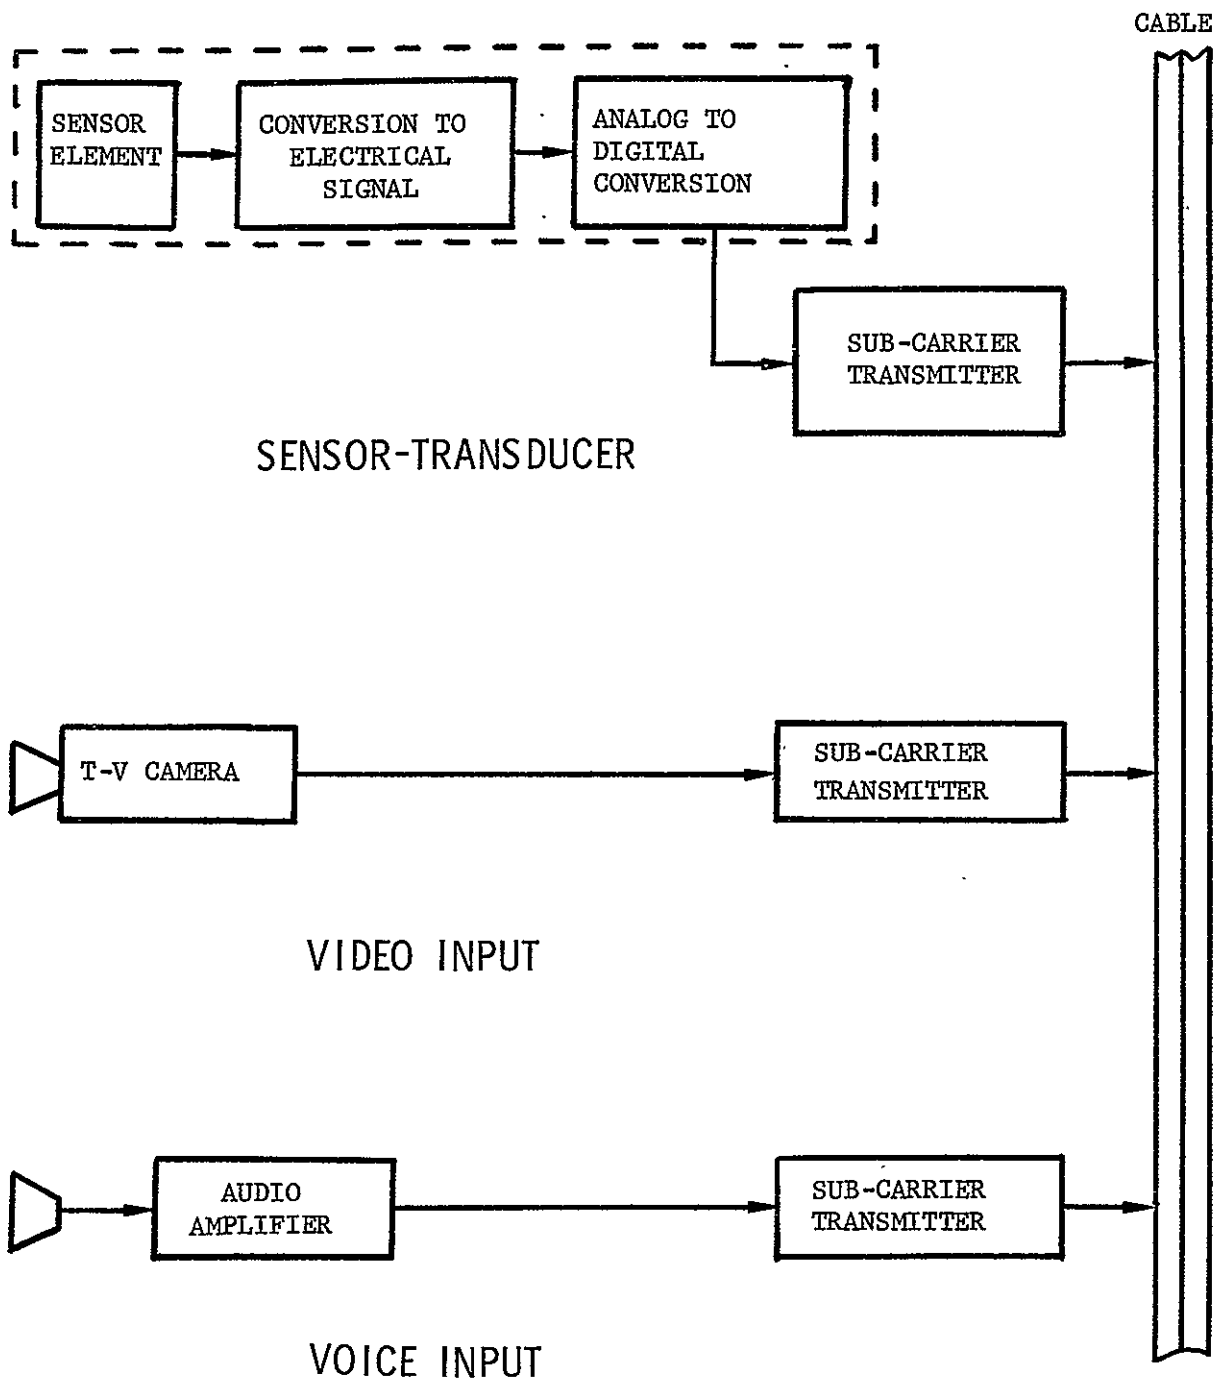 CABLE
SENSOR
ELEMENT
CONVERSION TO
ELECTRICAL
SIGNAL
ANALOG TO
DIGITAL
CONVERSION
SUB-CARRIER
TRANSMITTER
SENSOR-TRANSDUCER
T-V CAMERA
SUB-CARRIER
TRANSMITTER
VIDEO INPUT
AUDIO
AMPLIFIER
SUB-CARRIER
TRANSMITTER
VOICE INPUT